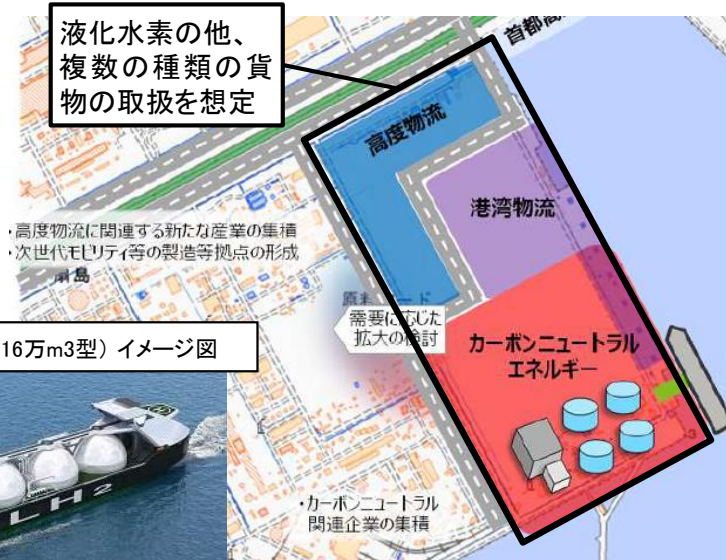 液化水素の他、
複数の種類の貨
物の取扱を想定
首都高
高度物流
港湾物流
・高度物流に関連する新たな産業の集積
・次世代モビリティ等の製造等拠点の形成
扇島
需要に応じた
拡大の検討
カーボンニュートラル
エネルギー
16万m3型）イメージ図
LH2
・カーボンニュートラル
関連企業の集積